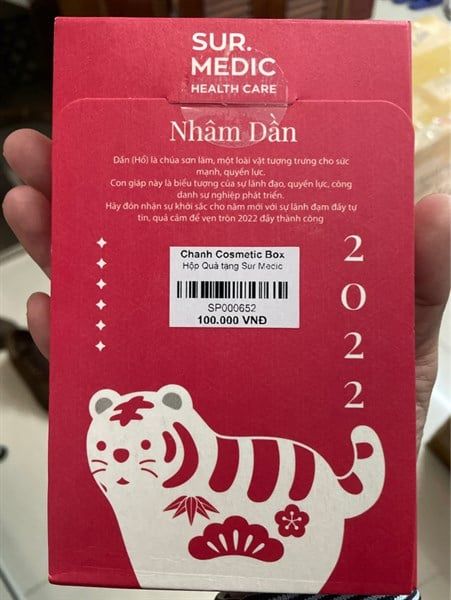 SUR.
MEDIC
HEALTH CARE
Nhâm Dần
Dần (Hổ) là chúa sơn lâm, một loài vật tượng trưng cho sức
mạnh, quyền lực.
Con giáp này là biểu tượng của sự lãnh đạo, quyền lực, công
danh sự nghiệp phát triển.
Hãy đón nhận sự khởi sắc cho năm mới với sự lãnh đạm đầy tự
tin, quả cảm để vẹn tròn 2022 đầy thành công
Chanh Cosmetic Box
Hộp Quà tặng Sur Medic
SP000652
100.000 VNĐ
2
0
2
2